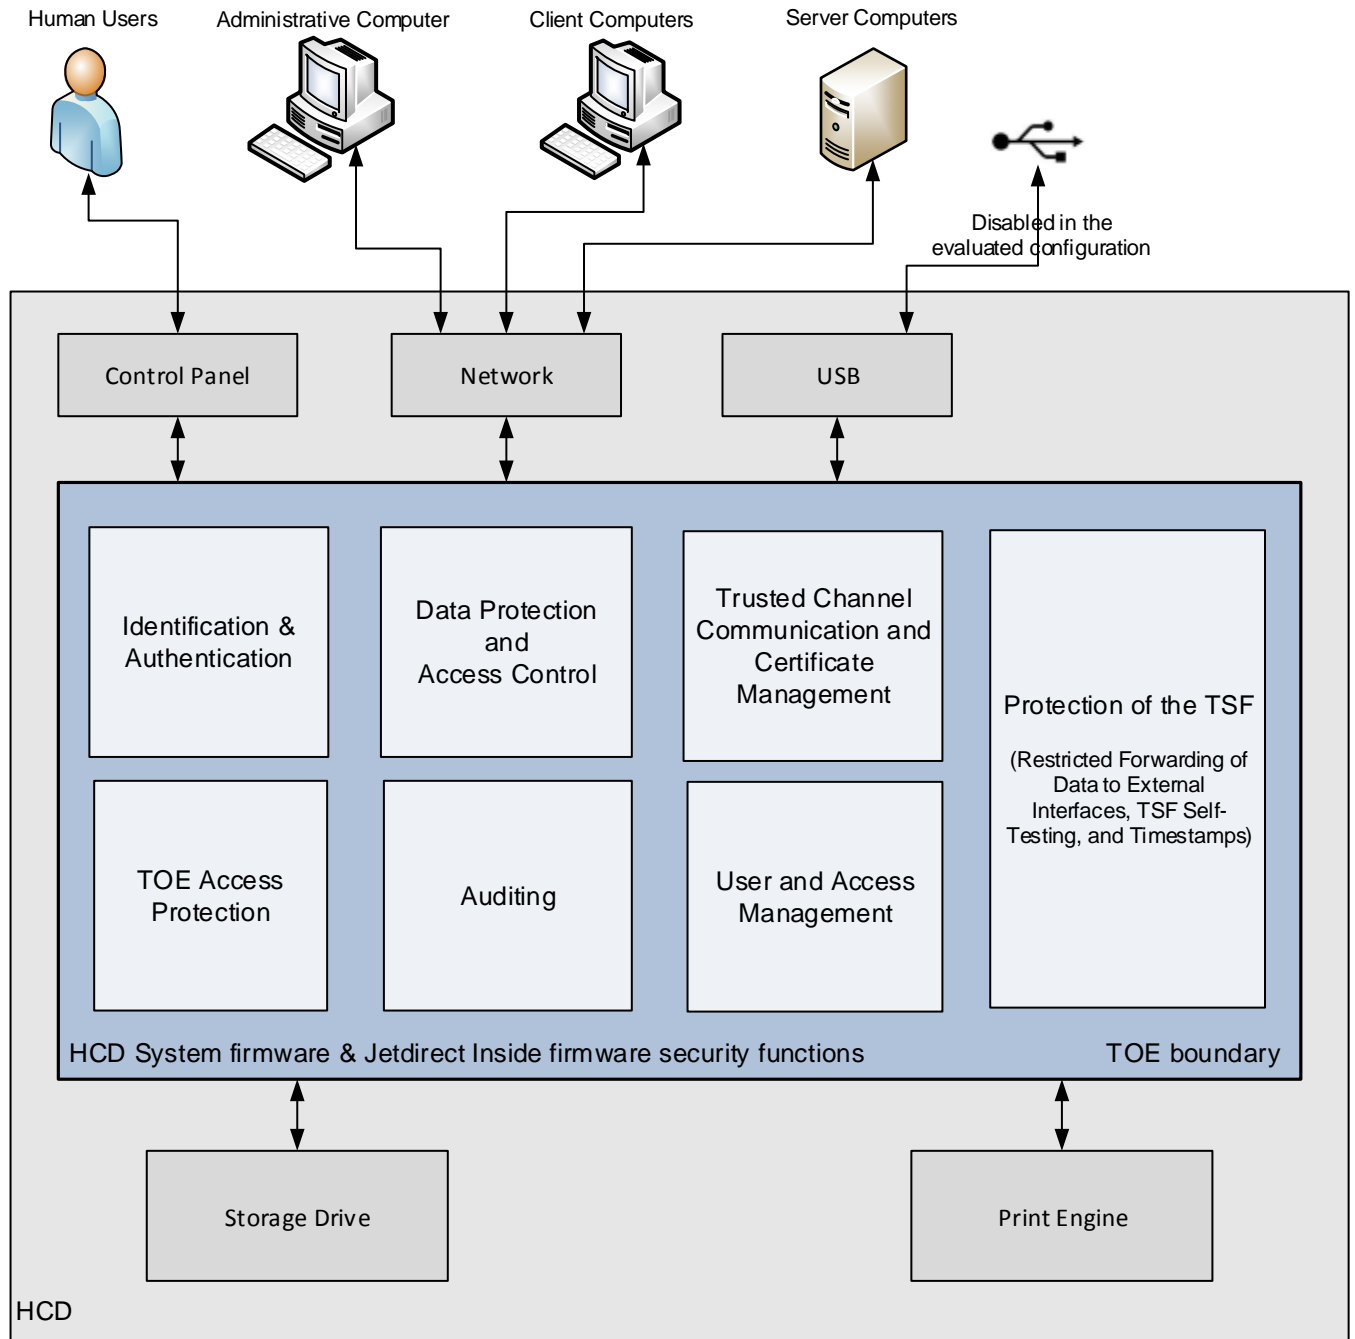 Human Users
Administrative Computer
Client Computers
Server Computers
Disabled in the
evaluated configuration
Control Panel
Network
USB
Identification &
Authentication
Data Protection
and
Access Control
Trusted Channel
Communication and
Certificate
Management
Protection of the TSF
(Restricted Forwarding of
Data to External
Interfaces, TSF Self-
Testing, and Timestamps)
TOE Access
Protection
Auditing
User and Access
Management
HCD System firmware & Jetdirect Inside firmware security functions
TOE boundary
Storage Drive
Print Engine
HCD